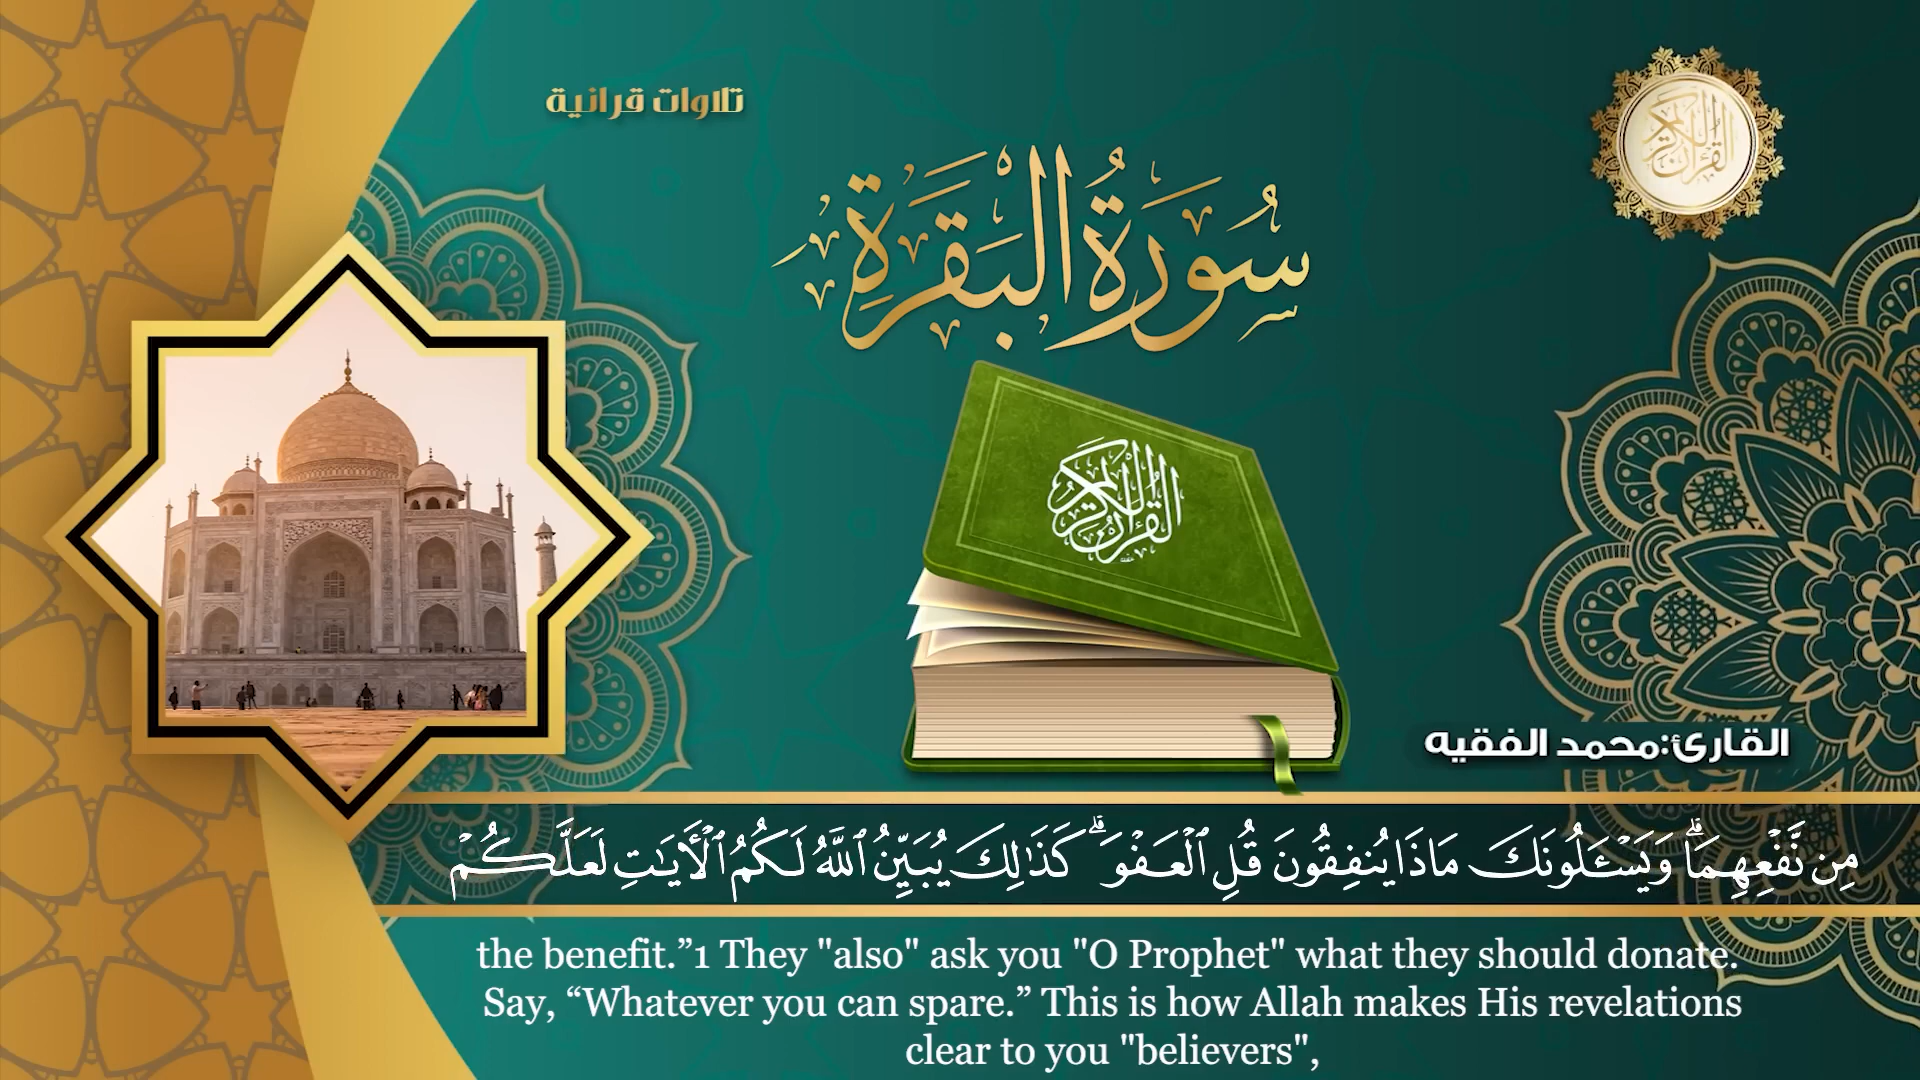 تلاوات قرانية
القرآن الكريم
سُورَةُ البَقَرَةِ
القرآن الكريم
القارئ:محمد الفقيه
مِن نَّفْعِهِمَاۗ وَيَسْـَٔلُونَكَ مَاذَا يُنفِقُونَ قُلِ ٱلْعَفْوَۗ كَذَٰلِكَ يُبَيِّنُ ٱللَّهُ لَكُمُ ٱلْـَٔايَـٰتِ لَعَلَّكُمْ
the benefit.”1 They "also" ask you "O Prophet" what they should donate.
Say, “Whatever you can spare.” This is how Allah makes His revelations
clear to you "believers",